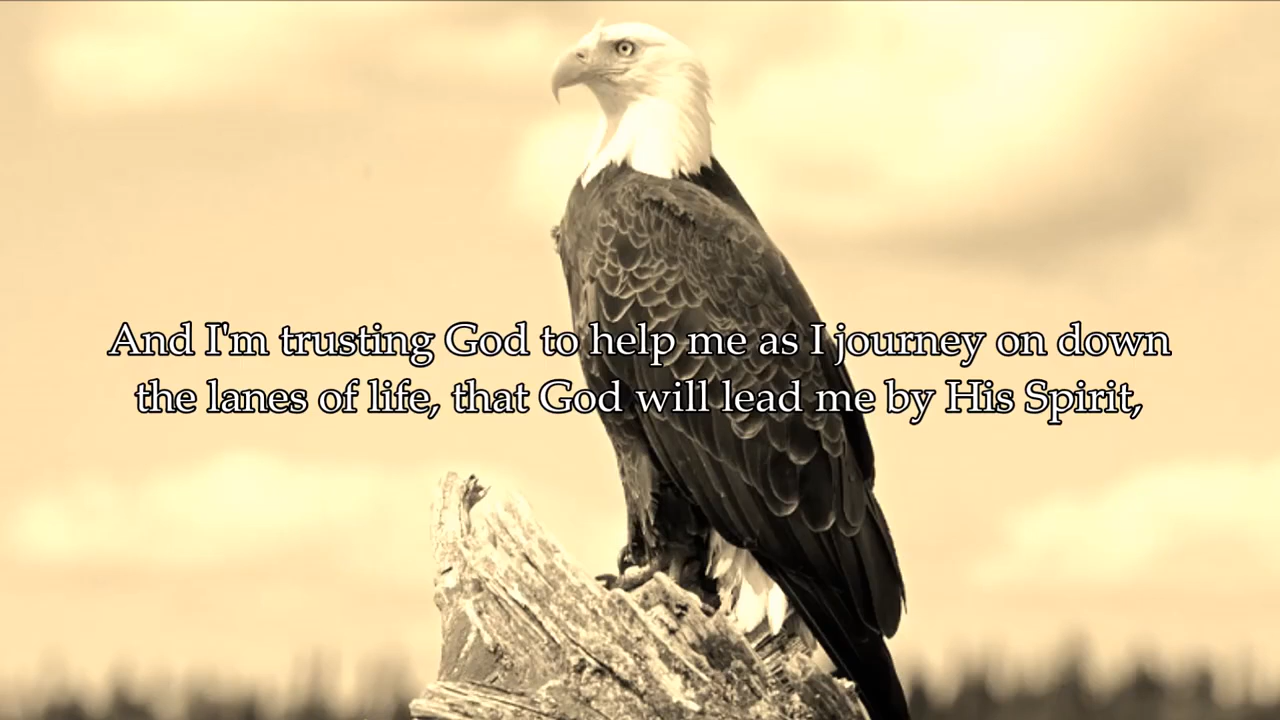 And I'm trusting God to help me as I journey on down
the lanes of life, that God will lead me by His Spirit,